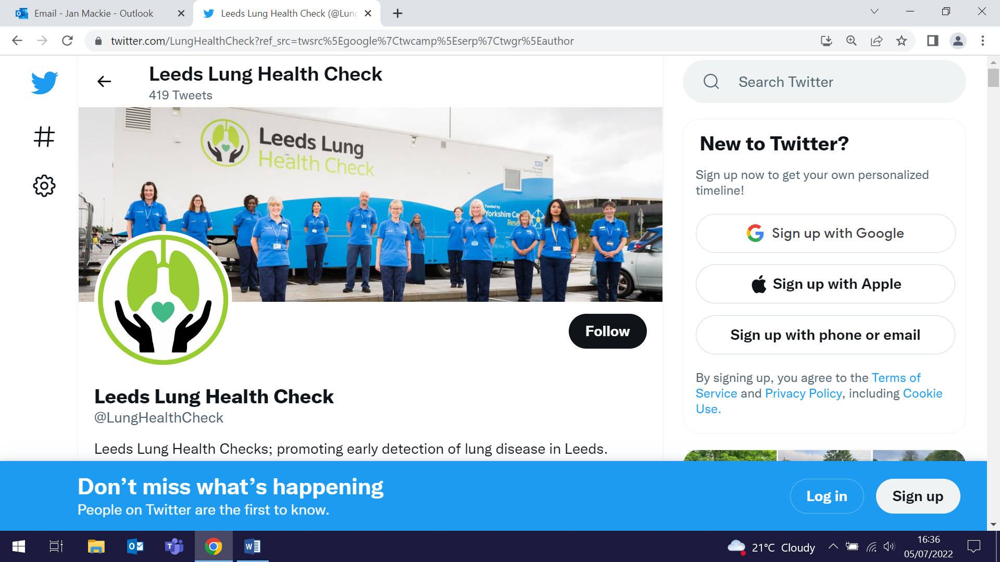 Email - Jan Mackie - Outlook
Leeds Lung Health Check (@Lung
twitter.com/LungHealthCheck?ref_src=twsrc%5Egoogle%7Ctwcamp%5Eserp%7Ctwgr%5Eauthor
Leeds Lung Health Check
419 Tweets
Search Twitter
Leeds Lung
Health Check
NHS
Funded by
Yorkshire
New to Twitter?
Sign up now to get your own personalized
timeline!
Sign up with Google
Sign up with Apple
Sign up with phone or email
By signing up, you agree to the Terms of
Service and Privacy Policy, including Cookie
Use.
Follow
Leeds Lung Health Check
@LungHealthCheck
Leeds Lung Health Checks; promoting early detection of lung disease in Leeds.
Don’t miss what’s happening
People on Twitter are the first to know.
Log in
Sign up
21°C Cloudy
16:36
05/07/2022